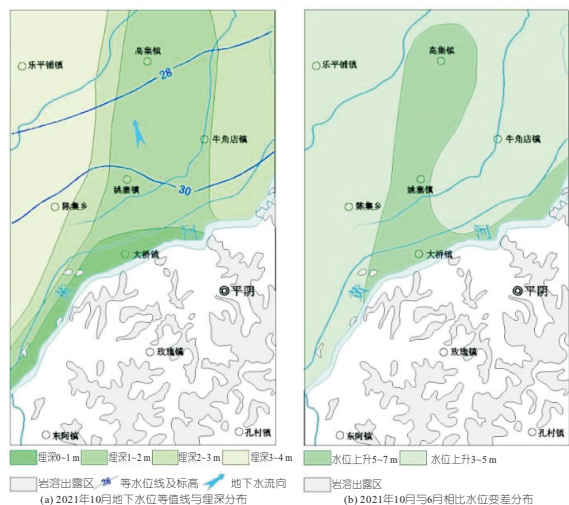 高集镇
乐平铺镇
28
牛角店镇
姚寨镇
30
陈集乡
黄河
大桥镇
平阴
玫瑰镇
东阿镇
孔村镇
埋深0~1 m
埋深1~2 m
埋深2~3 m
埋深3~4 m
岩溶出露区
28
等水位线及标高
地下水流向
(a) 2021年10月地下水位等值线与埋深分布
高集镇
乐平铺镇
牛角店镇
姚寨镇
陈集乡
黄河
大桥镇
平阴
玫瑰镇
东阿镇
孔村镇
水位上升5~7 m
水位上升3~5 m
岩溶出露区
(b) 2021年10月与6月相比水位变差分布